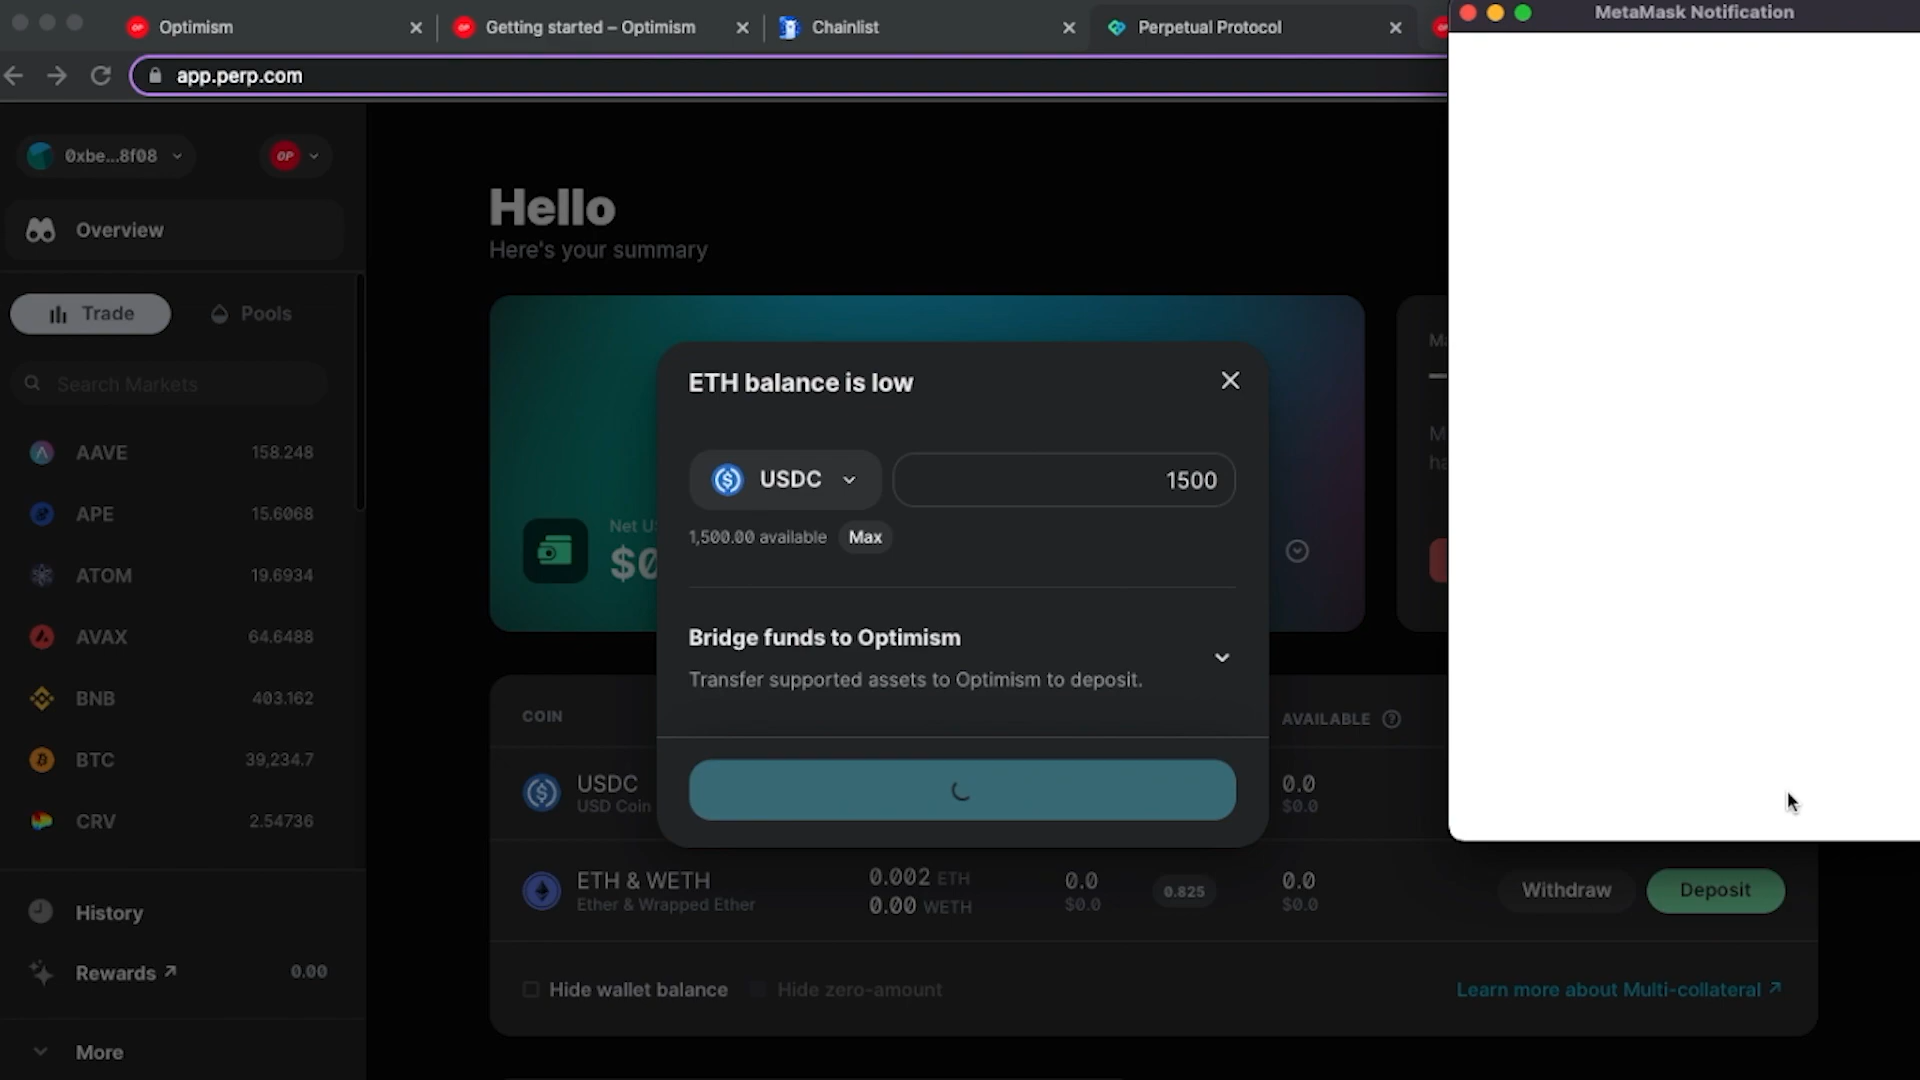 Optimism
Getting started – Optimism
Chainlist
Perpetual Protocol
MetaMask Notification
app.perp.com
0xbe...8f08
OP
Overview
Trade
Pools
Search Markets
AAVE 158.248
APE 15.6068
ATOM 19.6934
AVAX 64.6488
BNB 403.162
BTC 39,234.7
CRV 2.54736
History
Rewards ↗ 0.00
More
Hello
Here's your summary
ETH balance is low
USDC 1500
1,500.00 available Max
Bridge funds to Optimism
Transfer supported assets to Optimism to deposit.
COIN
AVAILABLE
USDC 0.0
USD Coin $0.0
ETH & WETH 0.002 ETH 0.0 0.825 0.0
Ether & Wrapped Ether 0.00 WETH $0.0 $0.0
Withdraw
Deposit
Hide wallet balance
Hide zero-amount
Learn more about Multi-collateral ↗